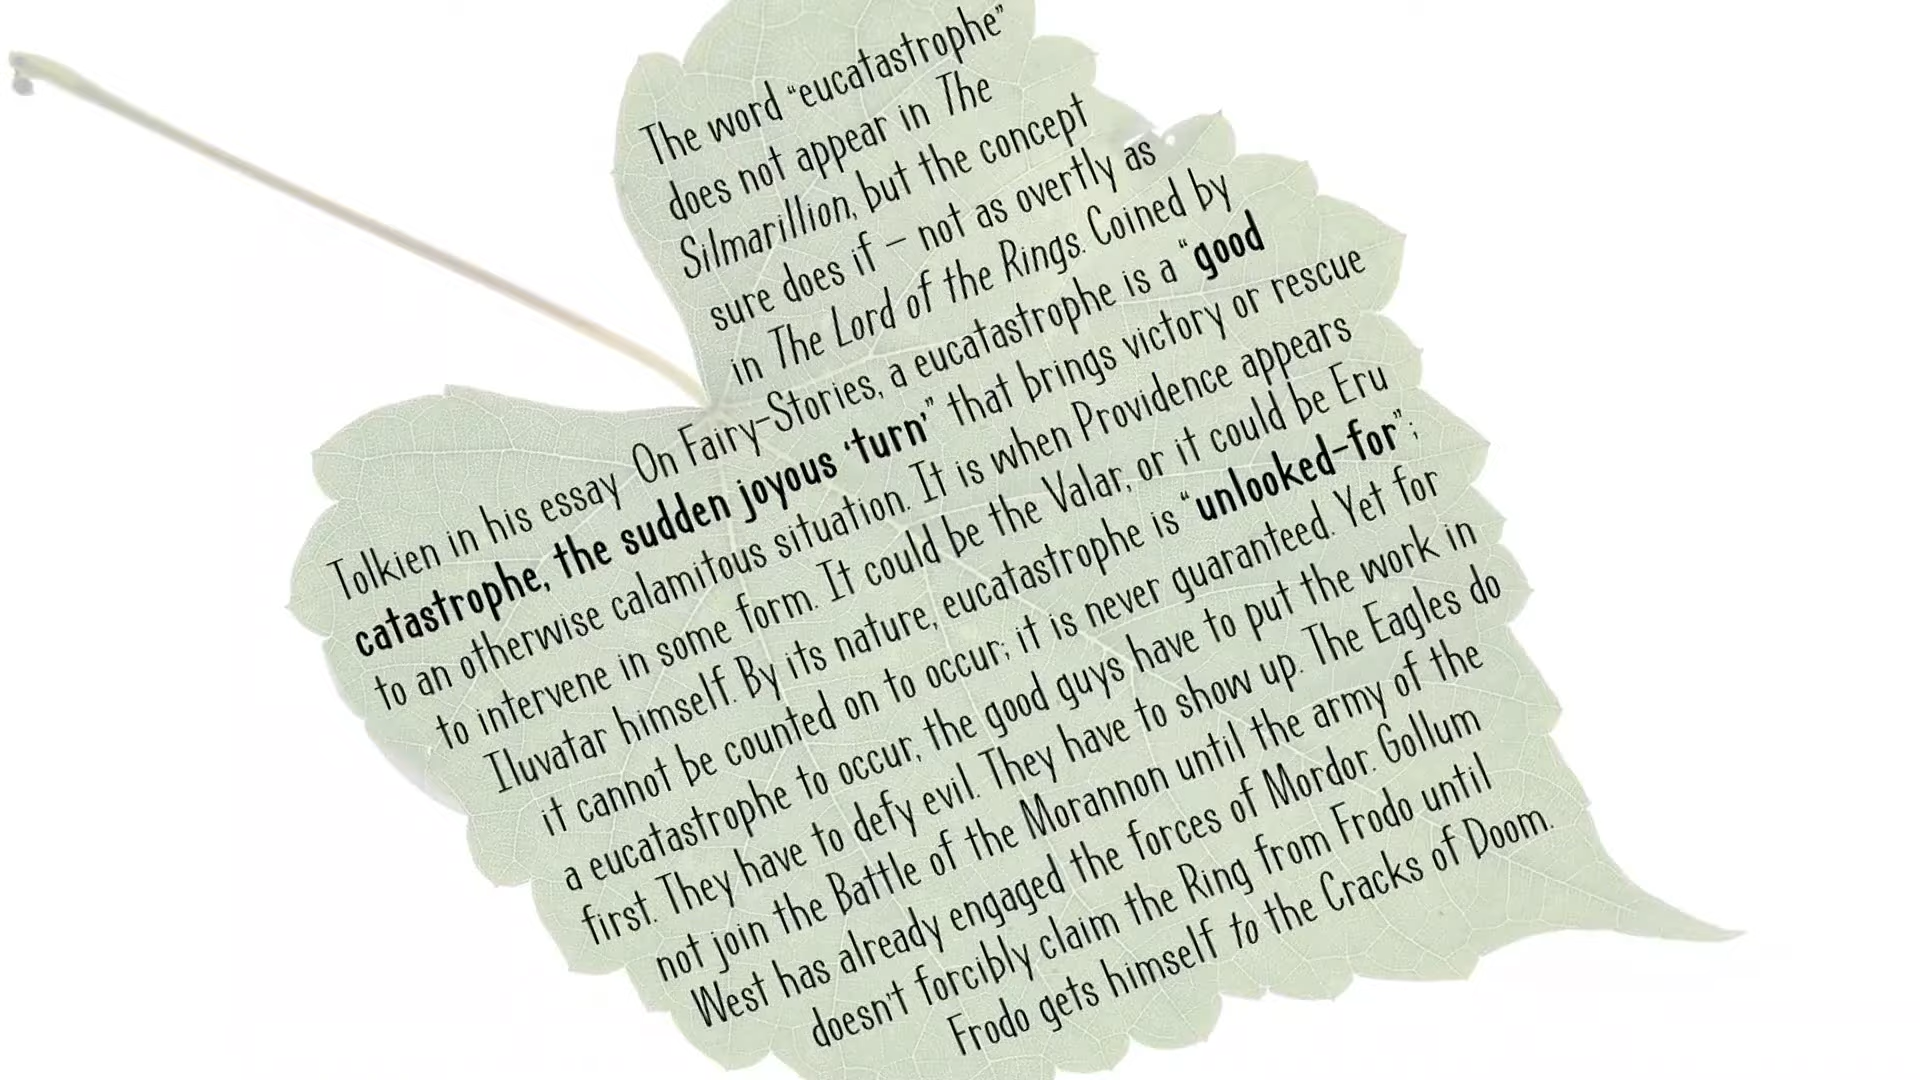 The word “eucatastrophe”
does not appear in The
Silmarillion, but the concept
sure does if – not as overtly as
in The Lord of the Rings. Coined by
Tolkien in his essay On Fairy-Stories, a eucatastrophe is a “good
catastrophe, the sudden joyous ‘turn’” that brings victory or rescue
to an otherwise calamitous situation. It is when Providence appears
to intervene in some form. It could be the Valar, or it could be Eru
Iluvatar himself. By its nature, eucatastrophe is “unlooked-for”;
it cannot be counted on to occur; it is never guaranteed. Yet for
a eucatastrophe to occur, the good guys have to put the work in
first. They have to defy evil. They have to show up. The Eagles do
not join the Battle of the Morannon until the army of the
West has already engaged the forces of Mordor. Gollum
doesn't forcibly claim the Ring from Frodo until
Frodo gets himself to the Cracks of Doom.